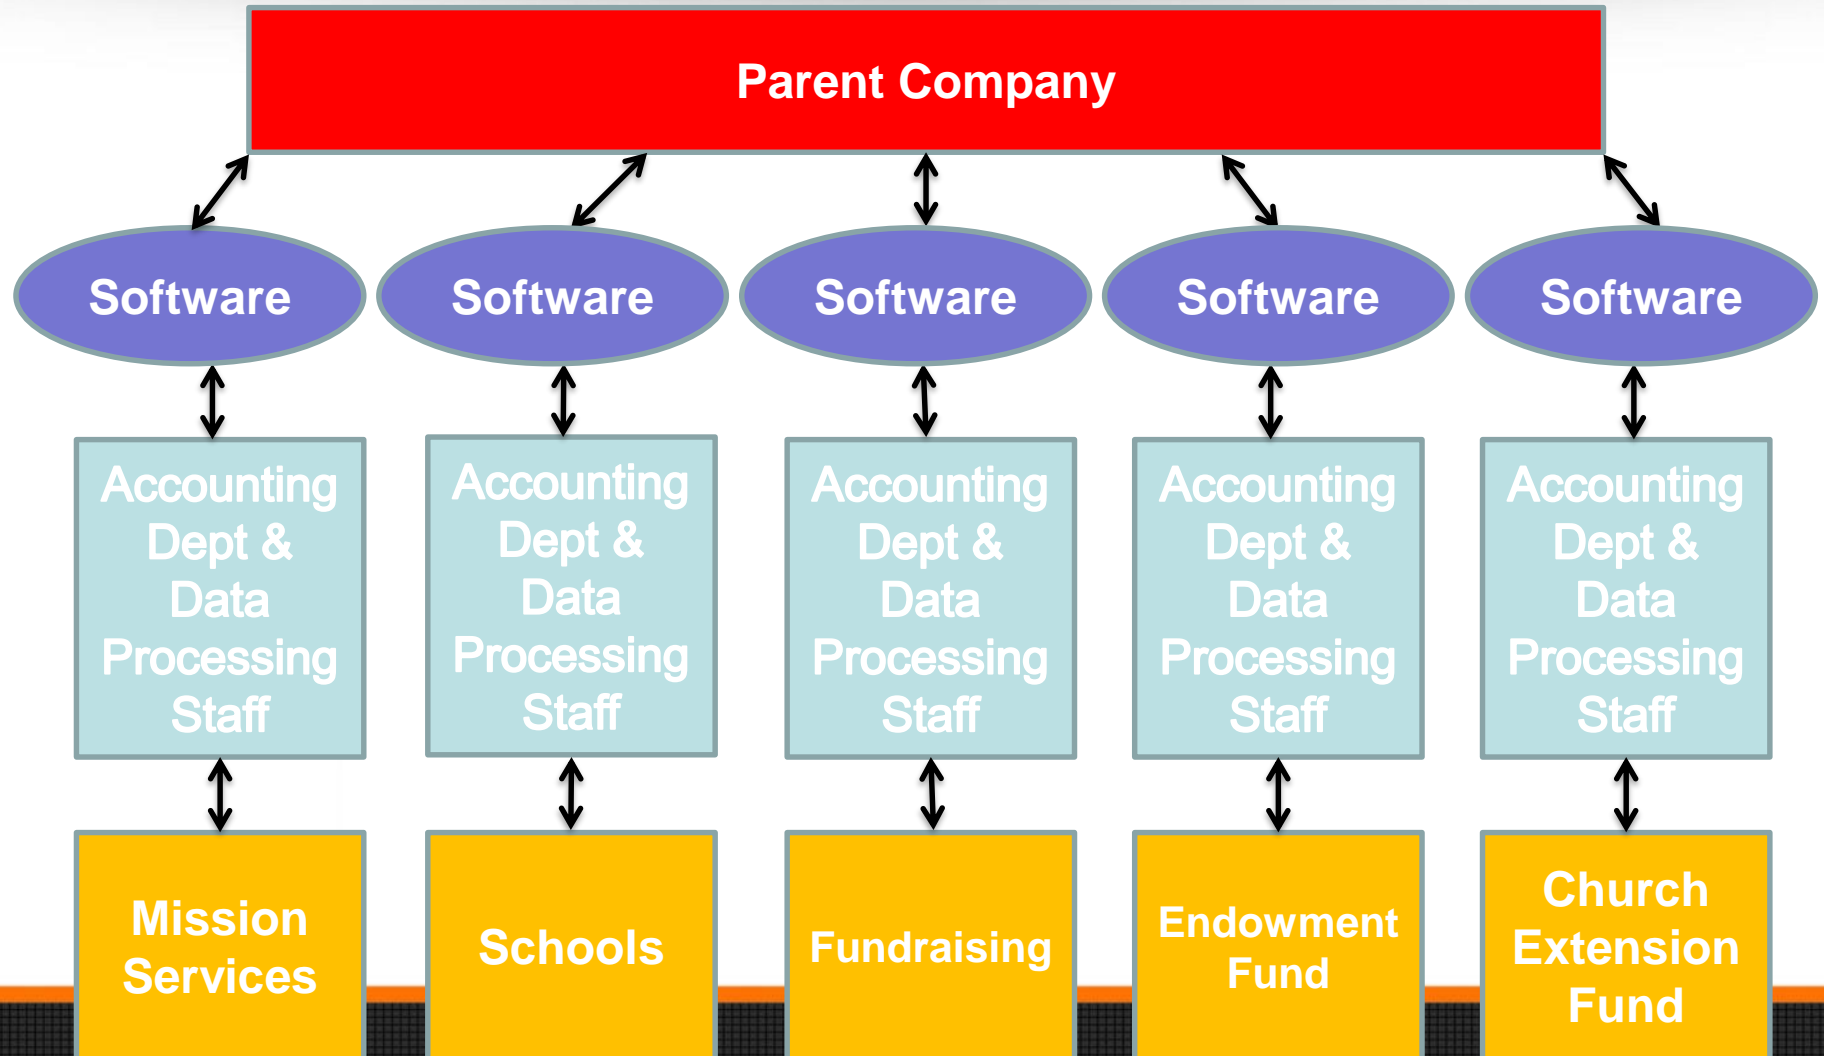 Parent Company
Software
Software
Software
Software
Software
Accounting
Dept &
Data
Processing
Staff
Accounting
Dept &
Data
Processing
Staff
Accounting
Dept &
Data
Processing
Staff
Accounting
Dept &
Data
Processing
Staff
Accounting
Dept &
Data
Processing
Staff
Mission
Services
Schools
Fundraising
Endowment
Fund
Church
Extension
Fund